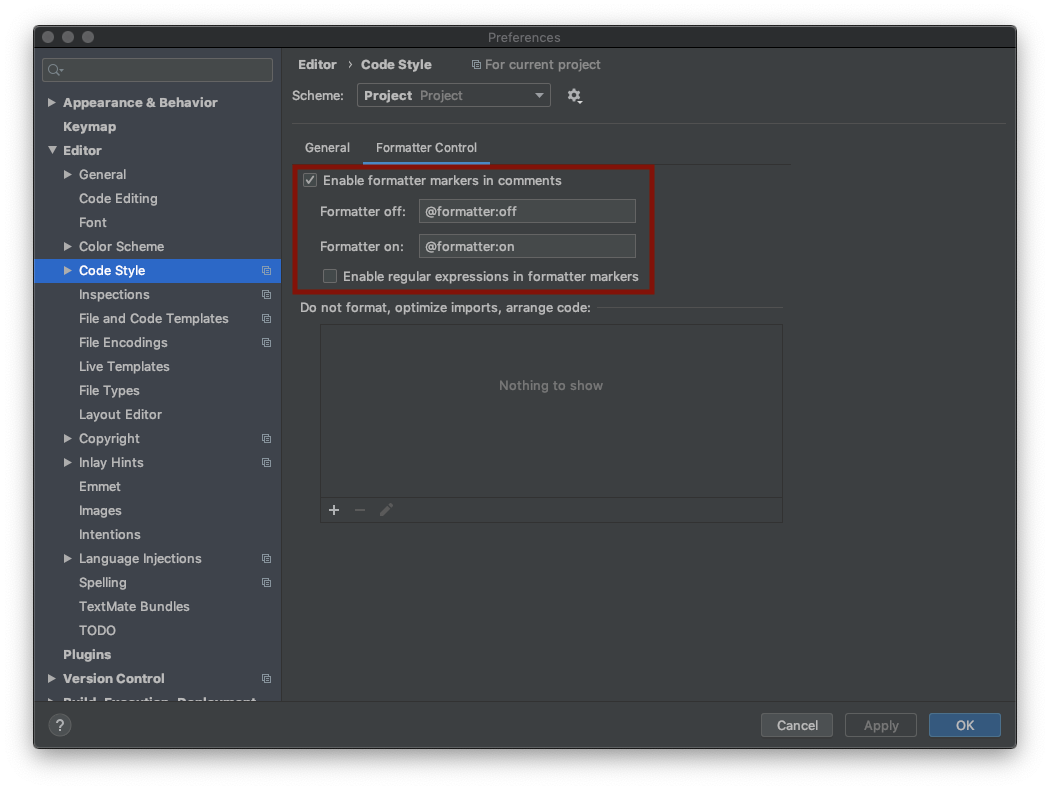 Preferences
Appearance & Behavior
Keymap
Editor
General
Code Editing
Font
Color Scheme
Code Style
Inspections
File and Code Templates
File Encodings
Live Templates
File Types
Layout Editor
Copyright
Inlay Hints
Emmet
Images
Intentions
Language Injections
Spelling
TextMate Bundles
TODO
Plugins
Version Control
Build, Execution, Deployment
Editor › Code Style For current project
Scheme: Project Project
General Formatter Control
Enable formatter markers in comments
Formatter off: @formatter:off
Formatter on: @formatter:on
Enable regular expressions in formatter markers
Do not format, optimize imports, arrange code:
Nothing to show
? Cancel Apply OK